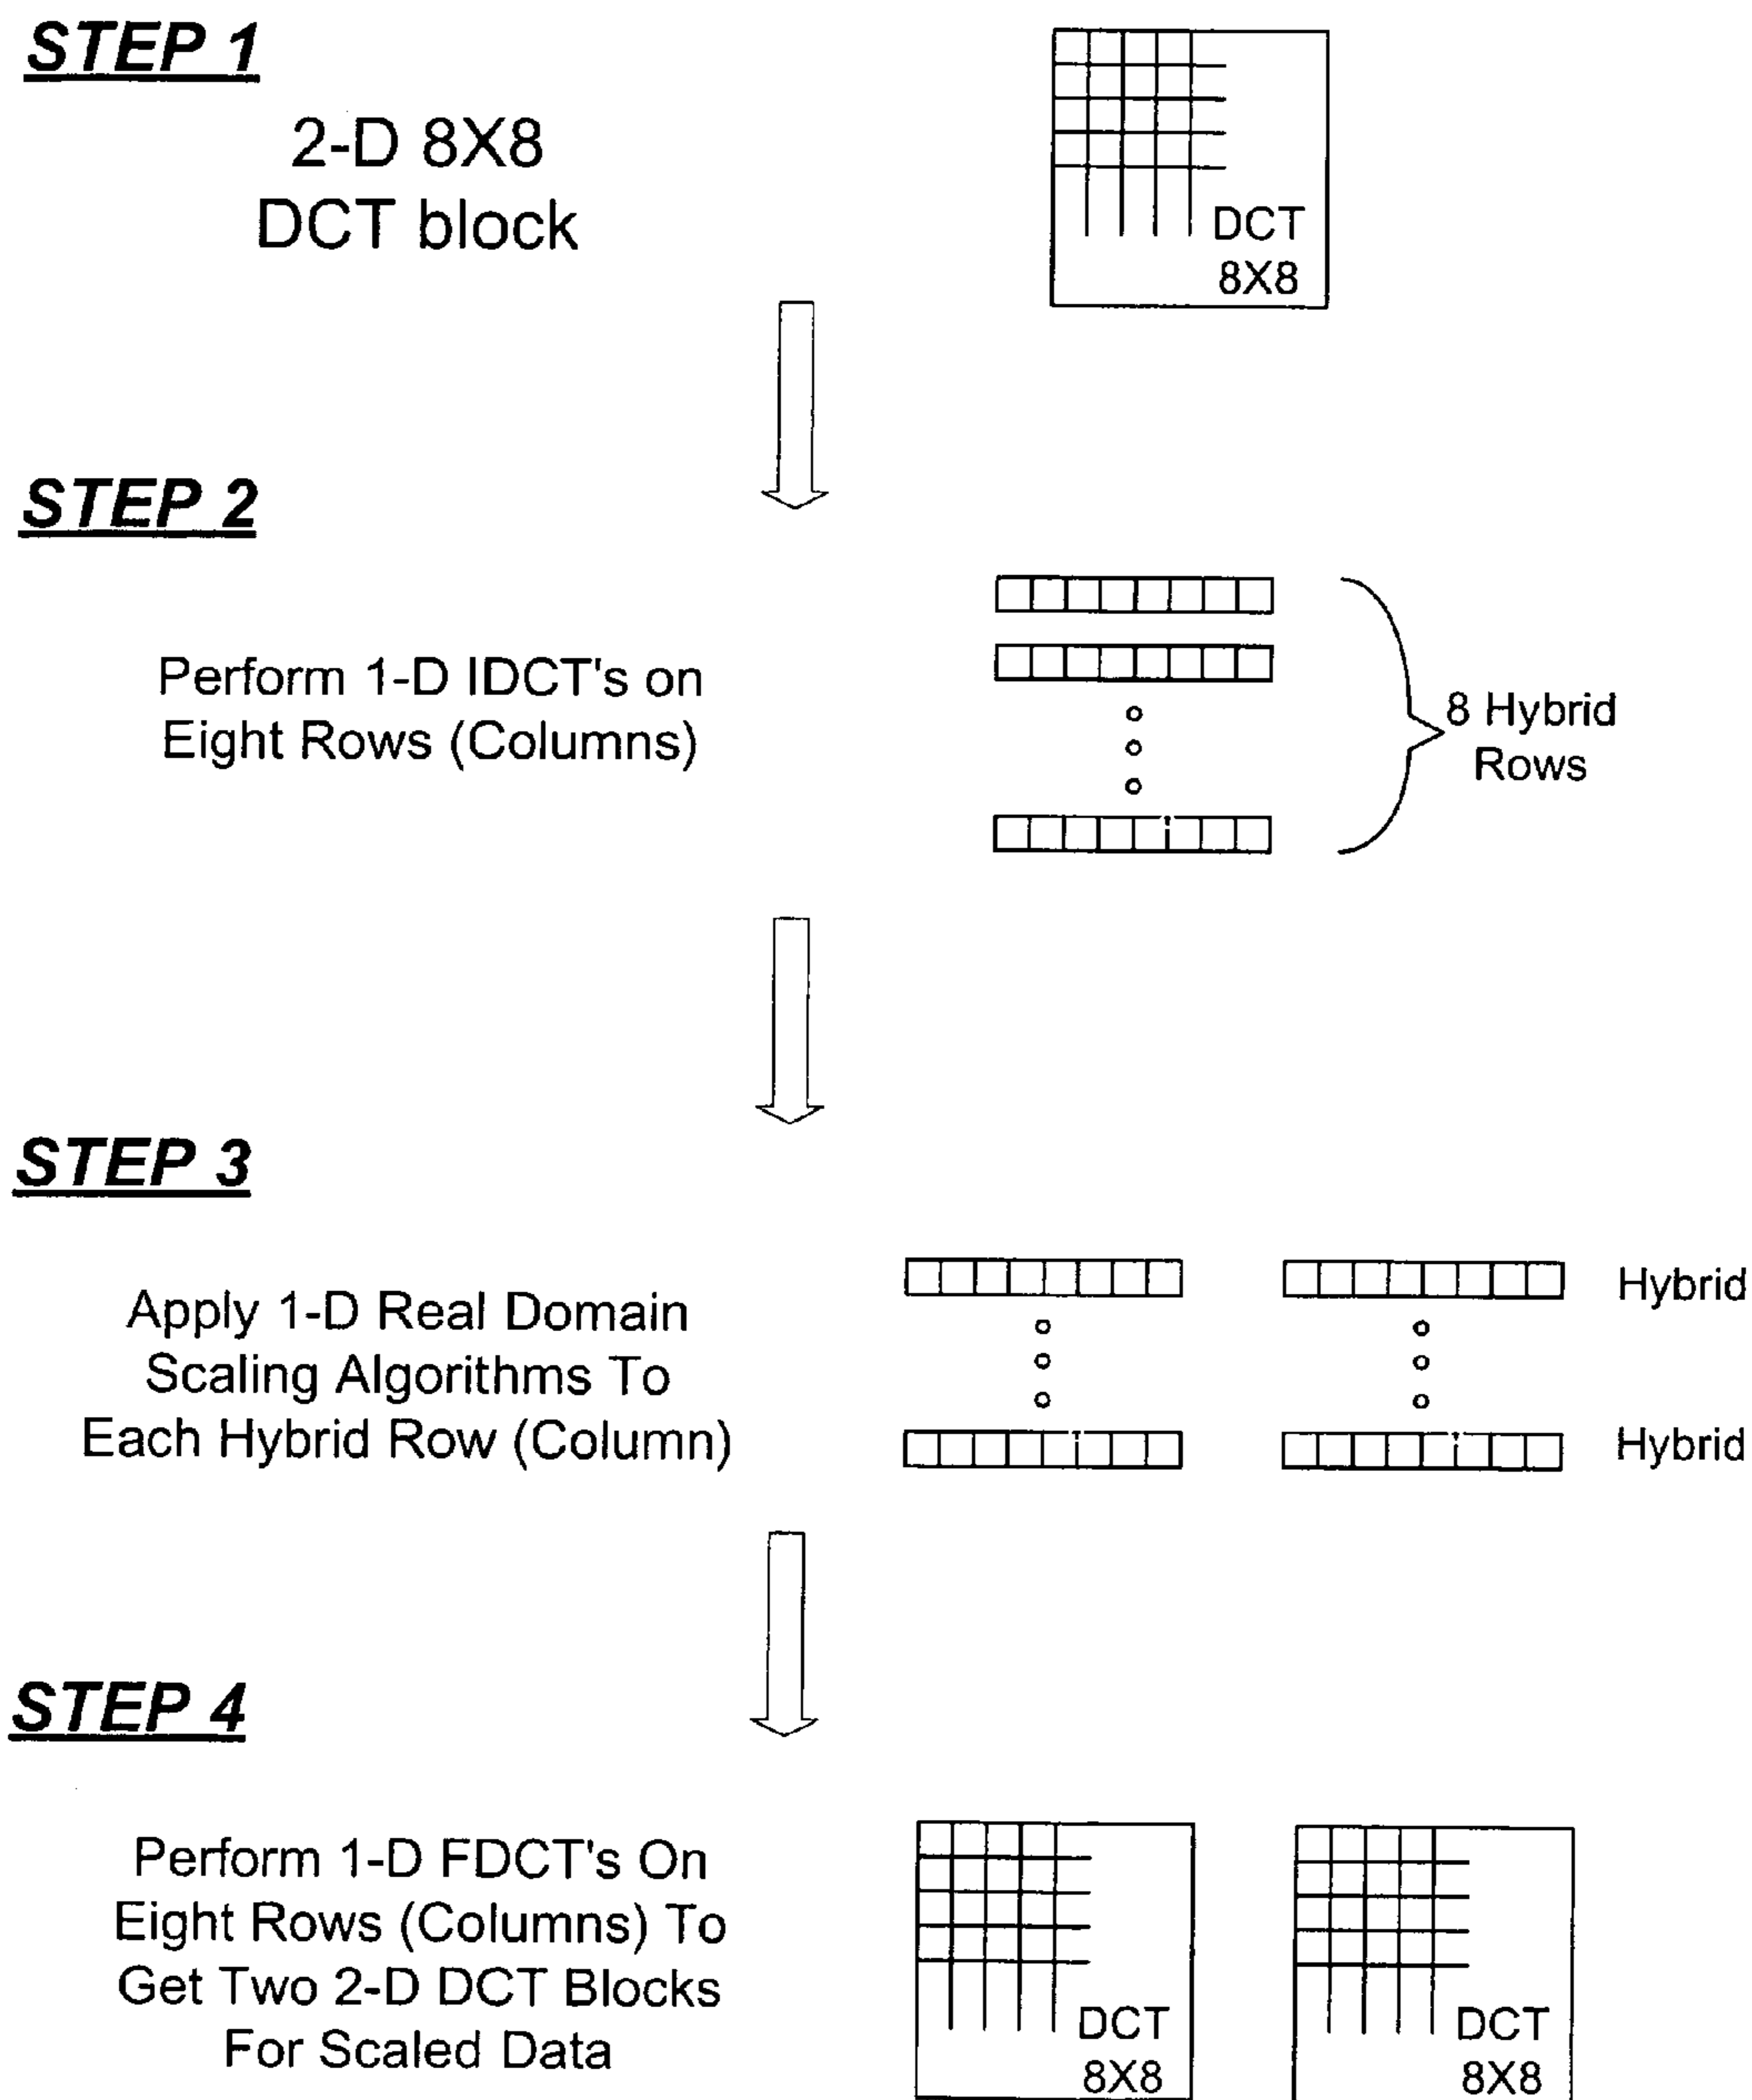 STEP 1
2-D 8X8
DCT block
DCT
8X8
STEP 2
Perform 1-D IDCT's on
Eight Rows (Columns)
8 Hybrid
Rows
STEP 3
Apply 1-D Real Domain
Scaling Algorithms To
Each Hybrid Row (Column)
Hybrid
Hybrid
STEP 4
Perform 1-D FDCT's On
Eight Rows (Columns) To
Get Two 2-D DCT Blocks
For Scaled Data
DCT
8X8
DCT
8X8